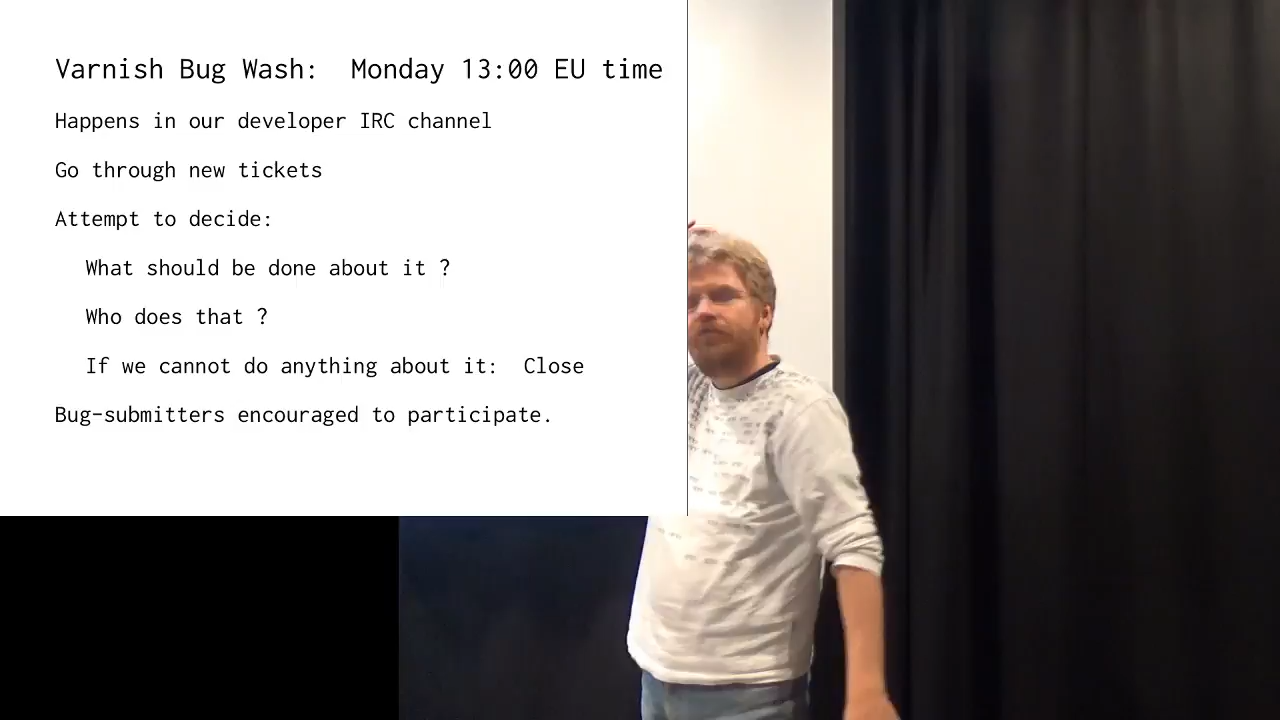 Varnish Bug Wash:  Monday 13:00 EU time
Happens in our developer IRC channel
Go through new tickets
Attempt to decide:
What should be done about it ?
Who does that ?
If we cannot do anything about it:  Close
Bug-submitters encouraged to participate.